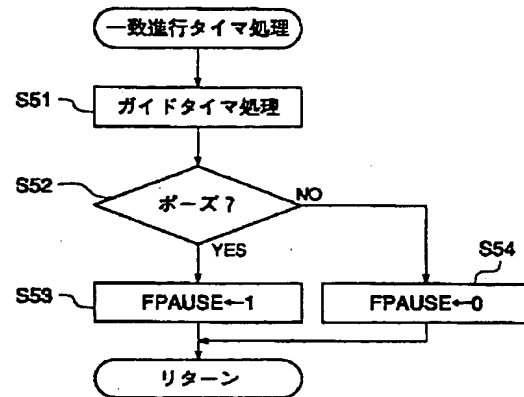 一数進行タイマ処理
S51
ガイドタイマ処理
S52
ポーズ?
NO
YES
S54
S53
FPAUSE←1
FPAUSE←0
リターン